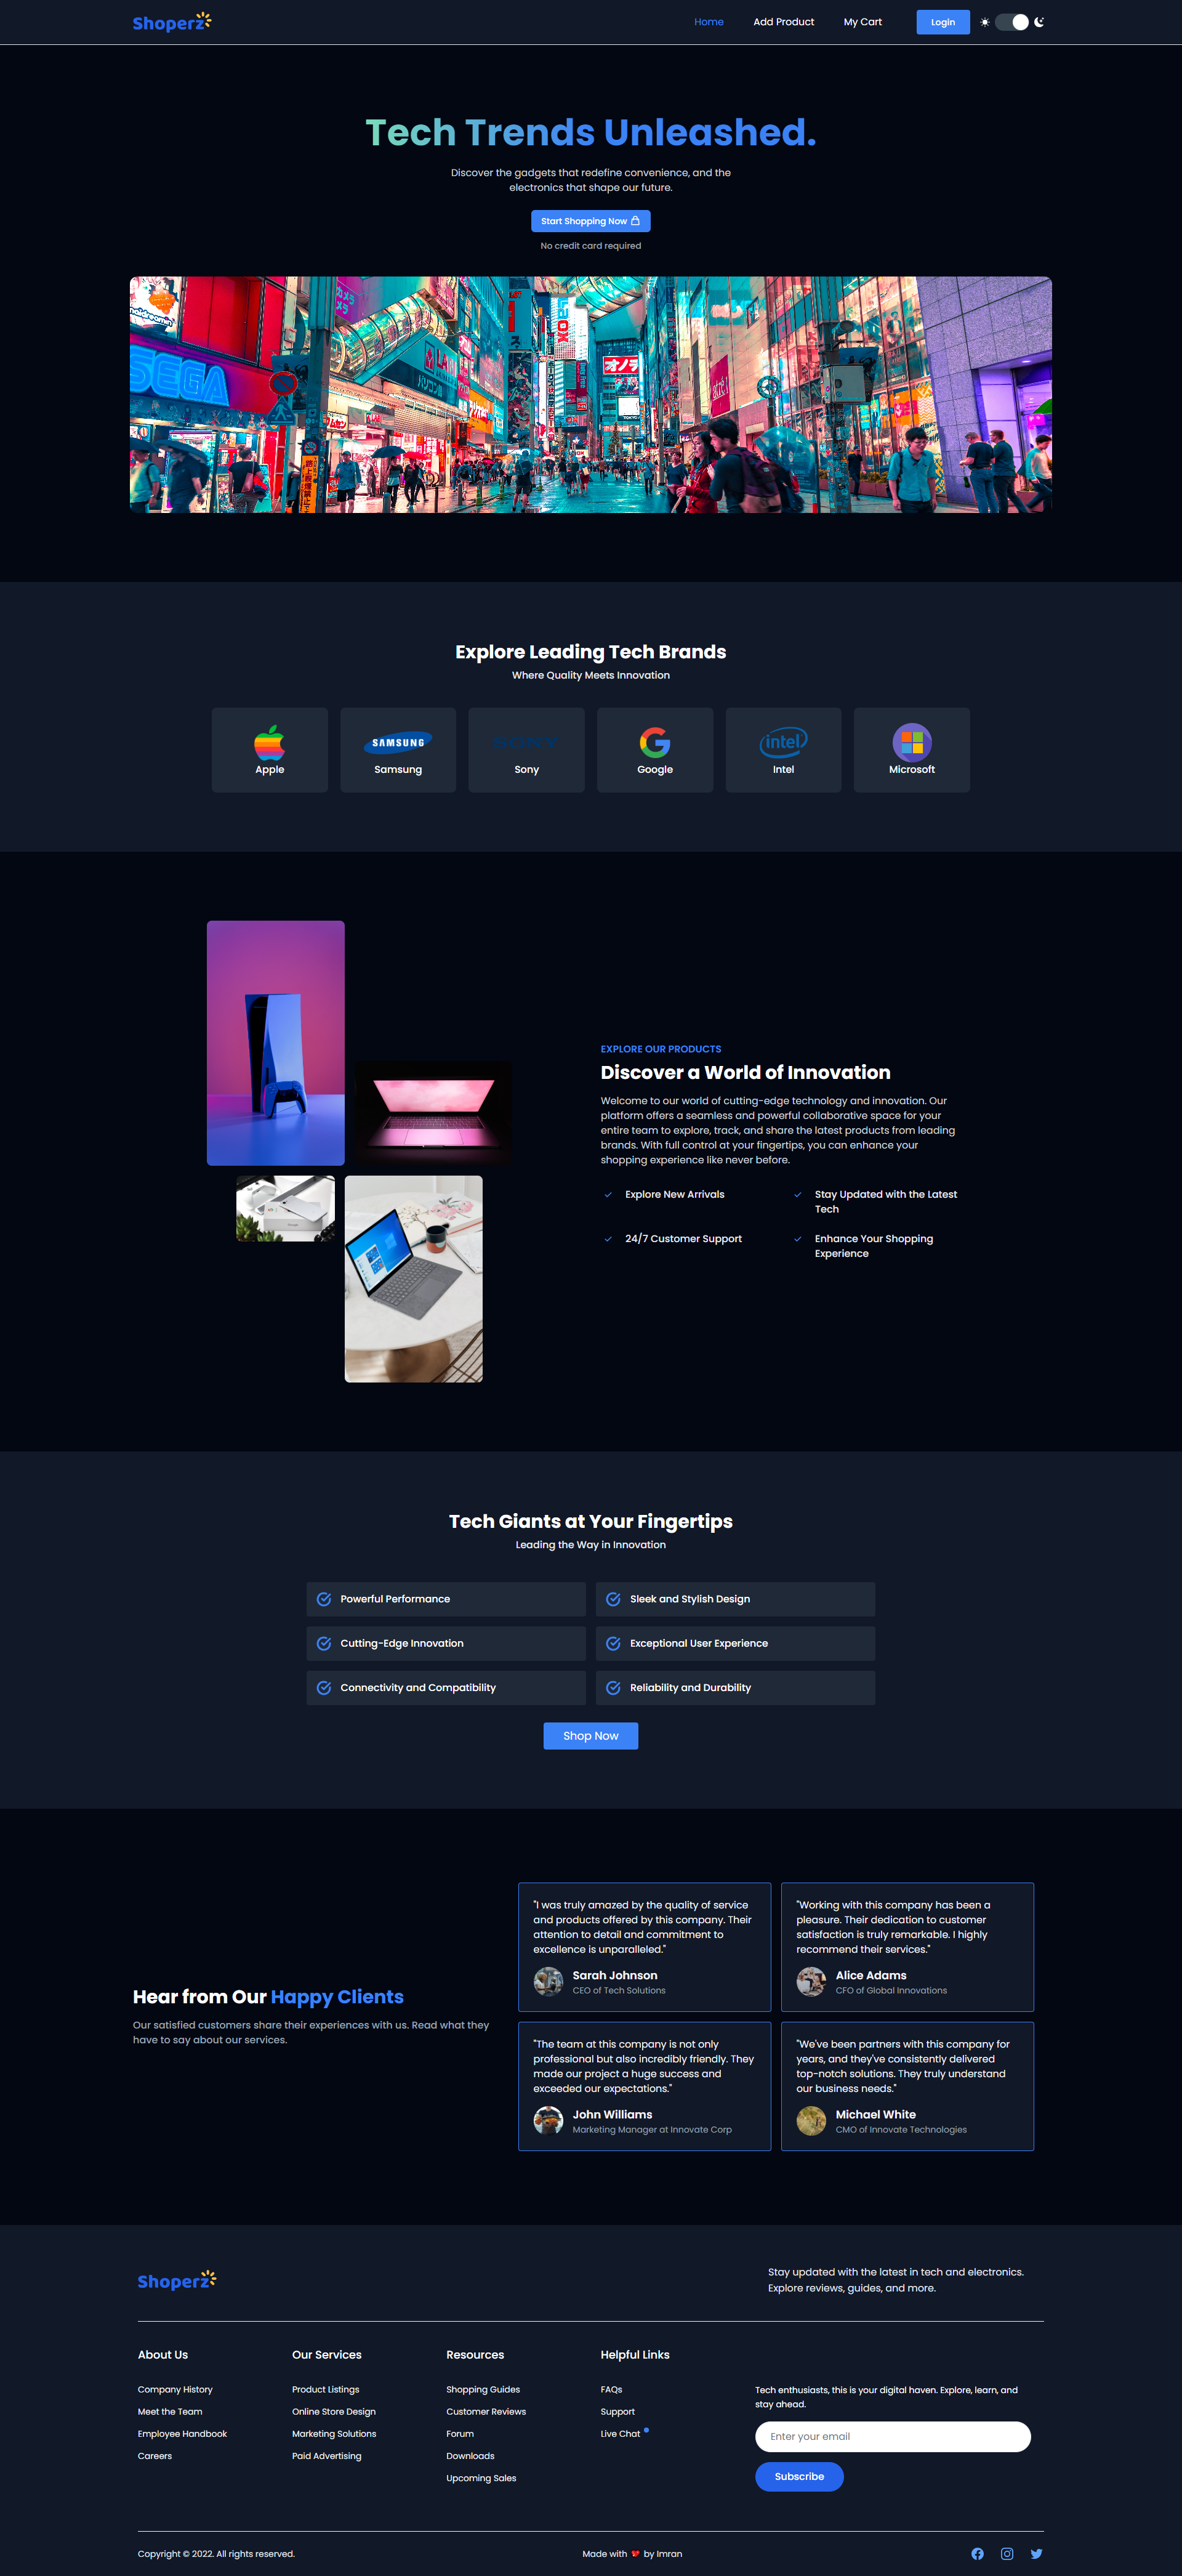 Shoperz
Home
Add Product
My Cart
Login
Tech Trends Unleashed.
Discover the gadgets that redefine convenience, and the
electronics that shape our future.
Start Shopping Now
No credit card required
SEGA
オノデ
Explore Leading Tech Brands
Where Quality Meets Innovation
SAMSUNG
SONY
intel
Apple
Samsung
Sony
Google
Intel
Microsoft
EXPLORE OUR PRODUCTS
Discover a World of Innovation
Welcome to our world of cutting-edge technology and innovation. Our
platform offers a seamless and powerful collaborative space for your
entire team to explore, track, and share the latest products from leading
brands. With full control at your fingertips, you can enhance your
shopping experience like never before.
Explore New Arrivals
Stay Updated with the Latest
Tech
24/7 Customer Support
Enhance Your Shopping
Experience
Tech Giants at Your Fingertips
Leading the Way in Innovation
Powerful Performance
Sleek and Stylish Design
Cutting-Edge Innovation
Exceptional User Experience
Connectivity and Compatibility
Reliability and Durability
Shop Now
Hear from Our Happy Clients
Our satisfied customers share their experiences with us. Read what they
have to say about our services.
"I was truly amazed by the quality of service
and products offered by this company. Their
attention to detail and commitment to
excellence is unparalleled."
Sarah Johnson
CEO of Tech Solutions
"Working with this company has been a
pleasure. Their dedication to customer
satisfaction is truly remarkable. I highly
recommend their services."
Alice Adams
CFO of Global Innovations
"The team at this company is not only
professional but also incredibly friendly. They
made our project a huge success and
exceeded our expectations."
John Williams
Marketing Manager at Innovate Corp
"We've been partners with this company for
years, and they've consistently delivered
top-notch solutions. They truly understand
our business needs."
Michael White
CMO of Innovate Technologies
Shoperz
Stay updated with the latest in tech and electronics.
Explore reviews, guides, and more.
About Us
Company History
Meet the Team
Employee Handbook
Careers
Our Services
Product Listings
Online Store Design
Marketing Solutions
Paid Advertising
Resources
Shopping Guides
Customer Reviews
Forum
Downloads
Upcoming Sales
Helpful Links
FAQs
Support
Live Chat
Tech enthusiasts, this is your digital haven. Explore, learn, and
stay ahead.
Enter your email
Subscribe
Copyright © 2022. All rights reserved.
Made with ❤ by Imran